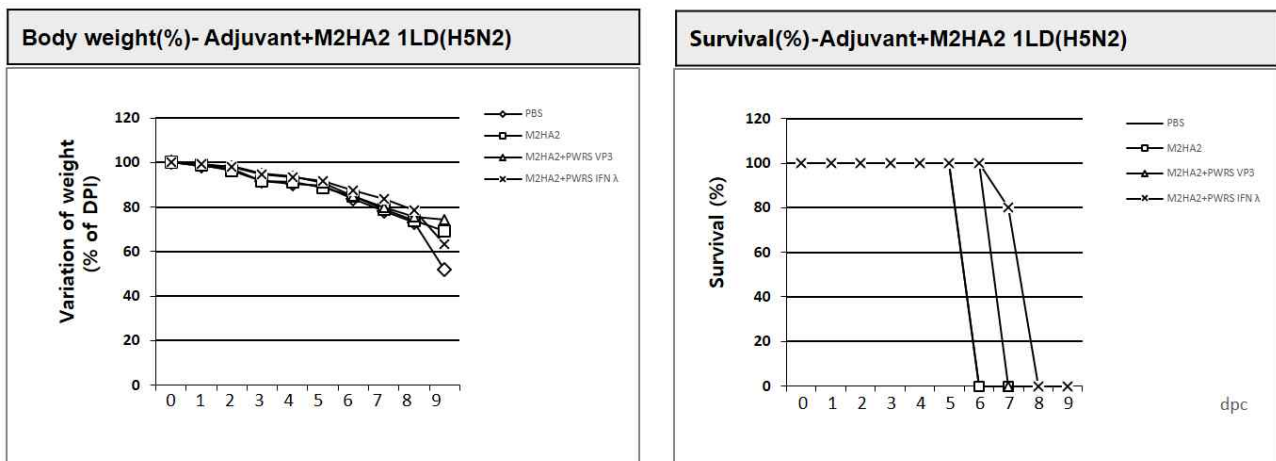 Body weight(%)- Adjuvant+M2HA2 1LD(H5N2)
Variation of weight
(% of DPI)
120
100
80
60
40
20
0
0 1 2 3 4 5 6 7 8 9
PBS
M2HA2
M2HA2+PWRS VP3
M2HA2+PWRS IFN λ
Survival(%)-Adjuvant+M2HA2 1LD(H5N2)
Survival (%)
120
100
80
60
40
20
0
0 1 2 3 4 5 6 7 8 9
dpc
PBS
M2HA2
M2HA2+PWRS VP3
M2HA2+PWRS IFN λ